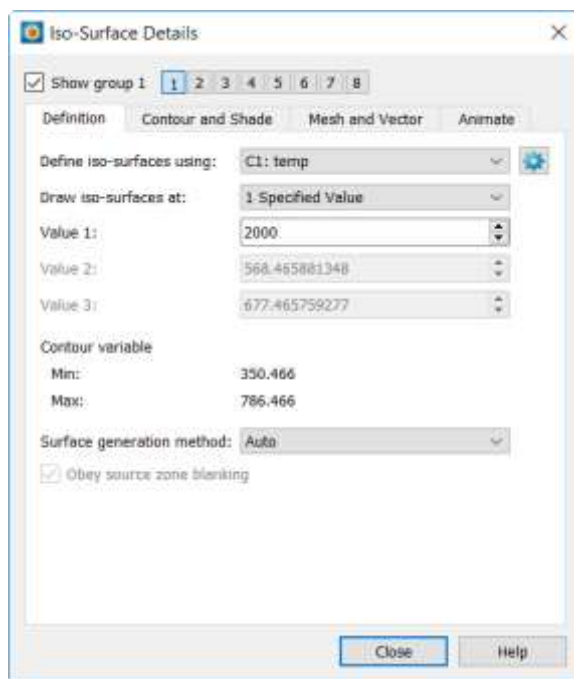 Iso-Surface Details
Show group 1 1 2 3 4 5 6 7 8
Definition Contour and Shade Mesh and Vector Animate
Define iso-surfaces using: C1: temp
Draw iso-surfaces at: 1 Specified Value
Value 1: 2000
Value 2: 568.465881348
Value 3: 677.465759277
Contour variable
Min: 350.466
Max: 786.466
Surface generation method: Auto
Obey source zone blanking
Close Help